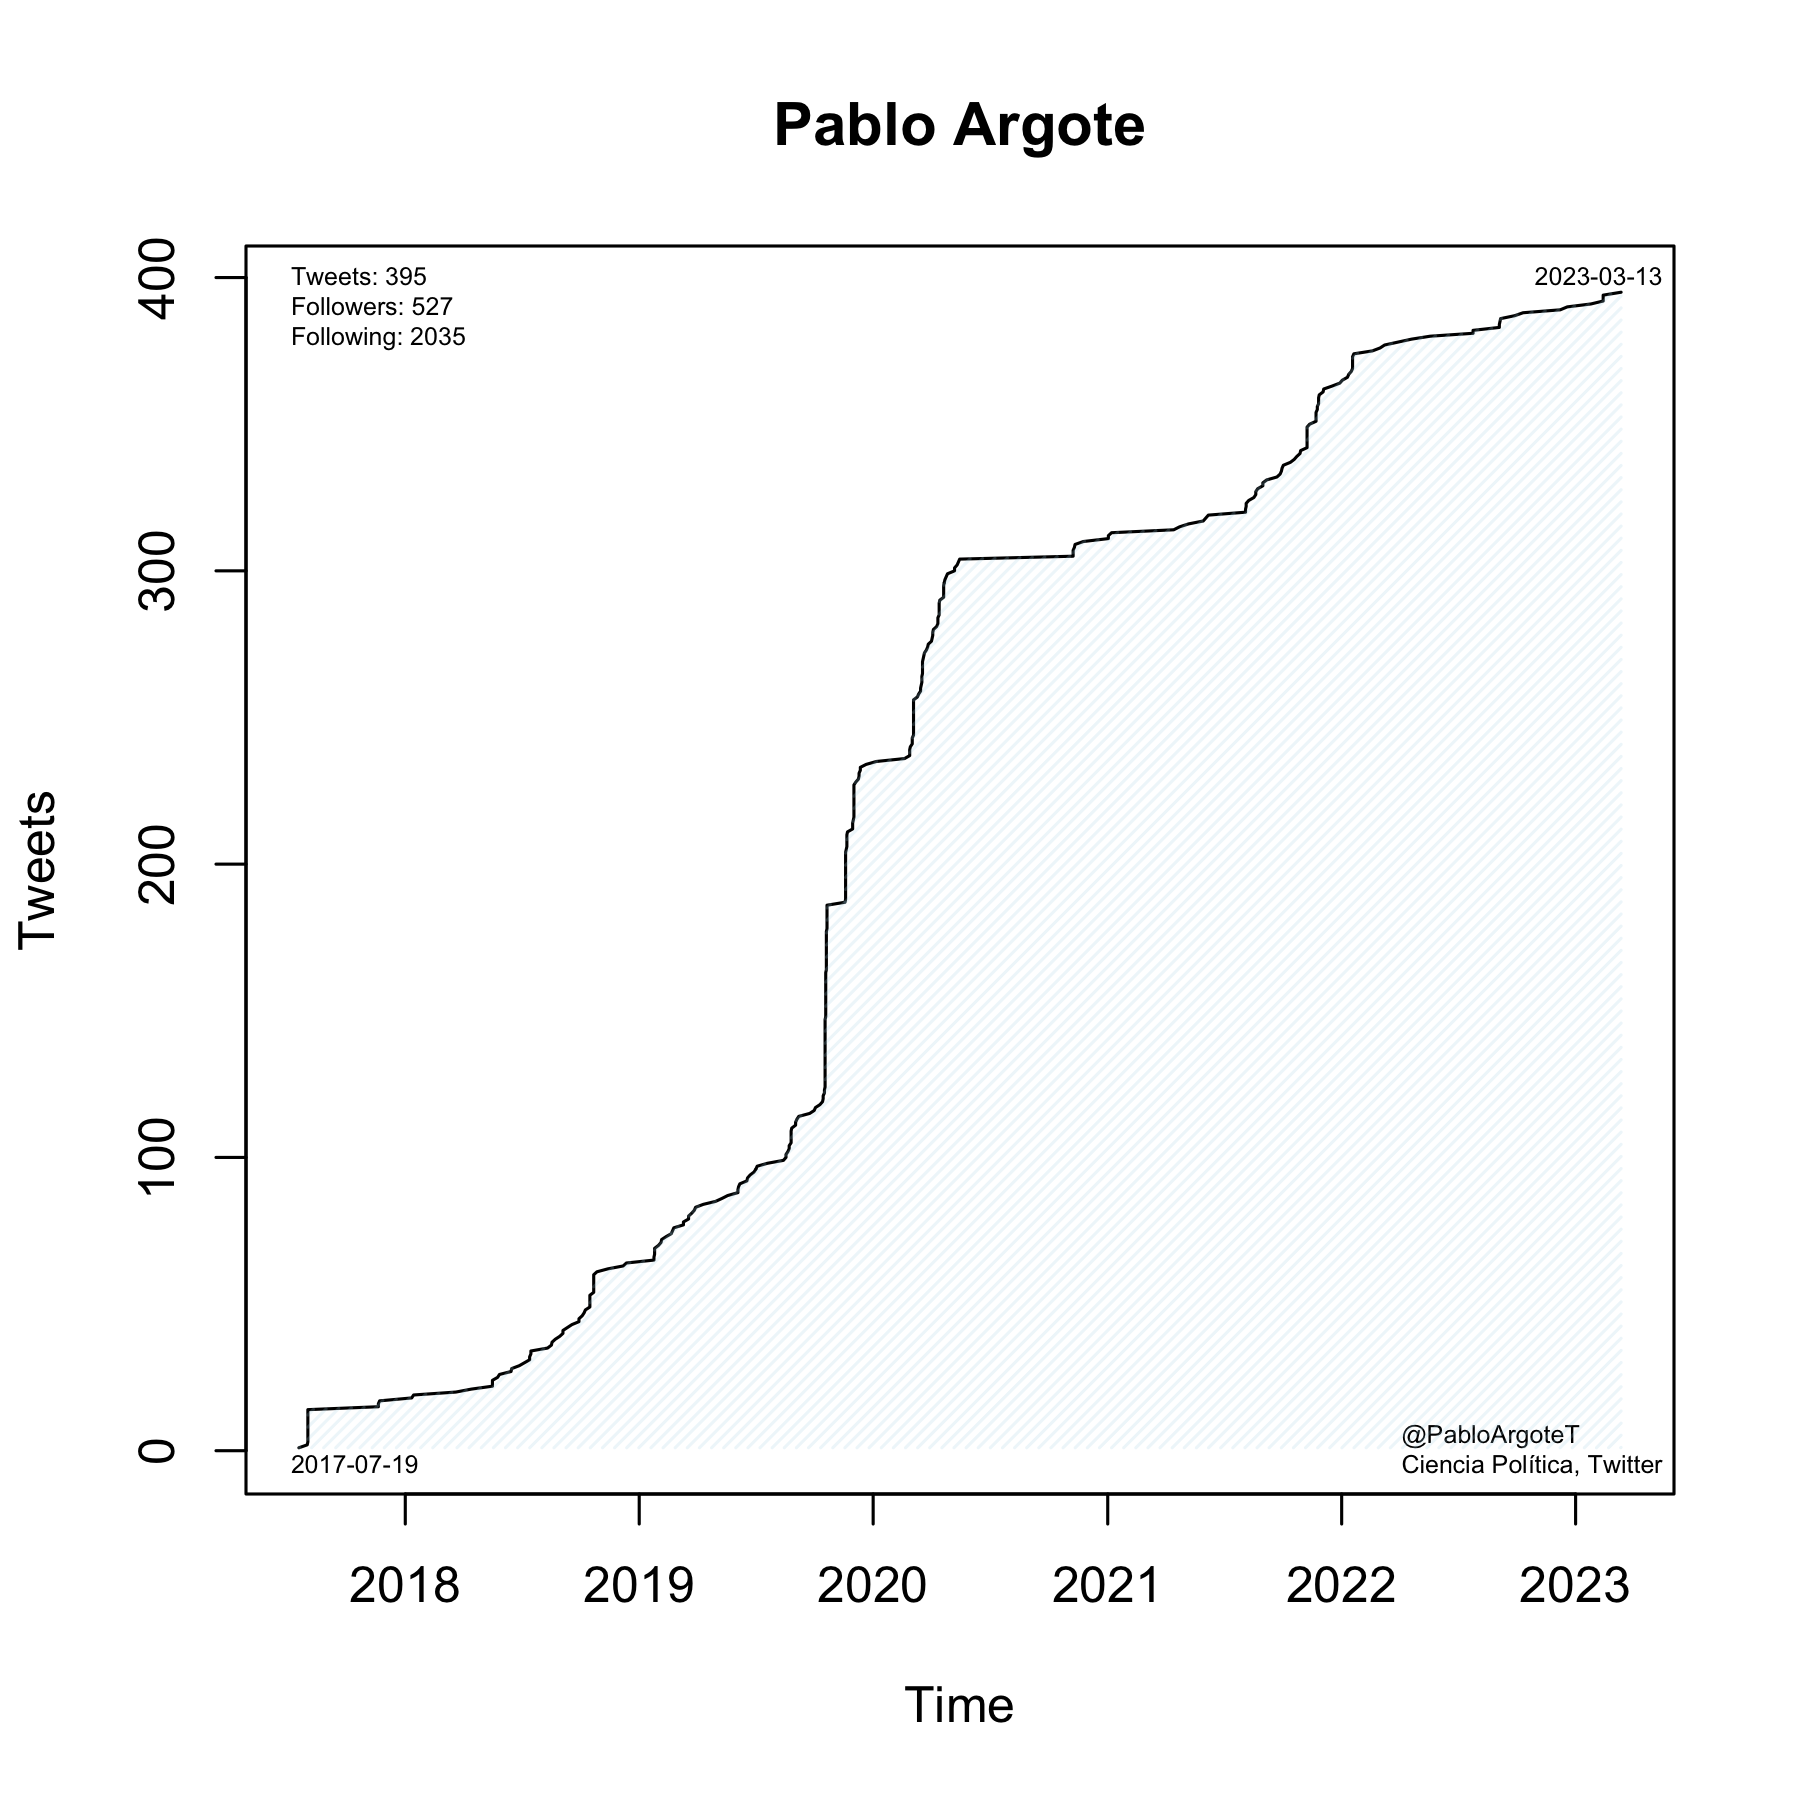 Pablo Argote
Tweets: 395
Followers: 527
Following: 2035
2023-03-13
400
300
200
100
0
Tweets
2017-07-19
@PabloArgoteT
Ciencia Política, Twitter
2018 2019 2020 2021 2022 2023
Time